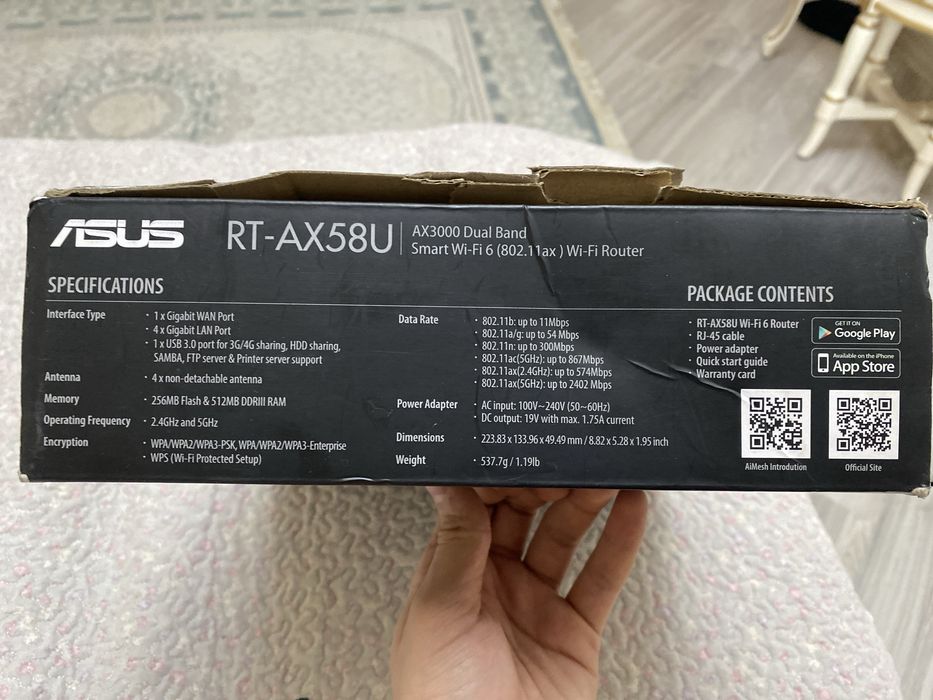 ASUS
RT-AX58U
AX3000 Dual Band
Smart Wi-Fi 6 (802.11ax ) Wi-Fi Router
SPECIFICATIONS
Interface Type
· 1 x Gigabit WAN Port
· 4 x Gigabit LAN Port
· 1 x USB 3.0 port for 3G/4G sharing, HDD sharing,
SAMBA, FTP server & Printer server support
Antenna
· 4 x non-detachable antenna
Memory
· 256MB Flash & 512MB DDRIII RAM
Operating Frequency
· 2.4GHz and 5GHz
Encryption
· WPA/WPA2/WPA3-PSK, WPA/WPA2/WPA3-Enterprise
· WPS (Wi-Fi Protected Setup)
Data Rate
· 802.11b: up to 11Mbps
· 802.11a/g: up to 54 Mbps
· 802.11n: up to 300Mbps
· 802.11ac(5GHz): up to 867Mbps
· 802.11ax(2.4GHz): up to 574Mbps
· 802.11ax(5GHz): up to 2402 Mbps
Power Adapter
· AC input: 100V~240V (50~60Hz)
· DC output: 19V with max. 1.75A current
Dimensions
· 223.83 x 133.96 x 49.49 mm / 8.82 x 5.28 x 1.95 inch
Weight
· 537.7g / 1.19lb
PACKAGE CONTENTS
· RT-AX58U Wi-Fi 6 Router
· RJ-45 cable
· Power adapter
· Quick start guide
· Warranty card
GET IT ON
Google Play
Available on the iPhone
App Store
AiMesh Introdution
Official Site